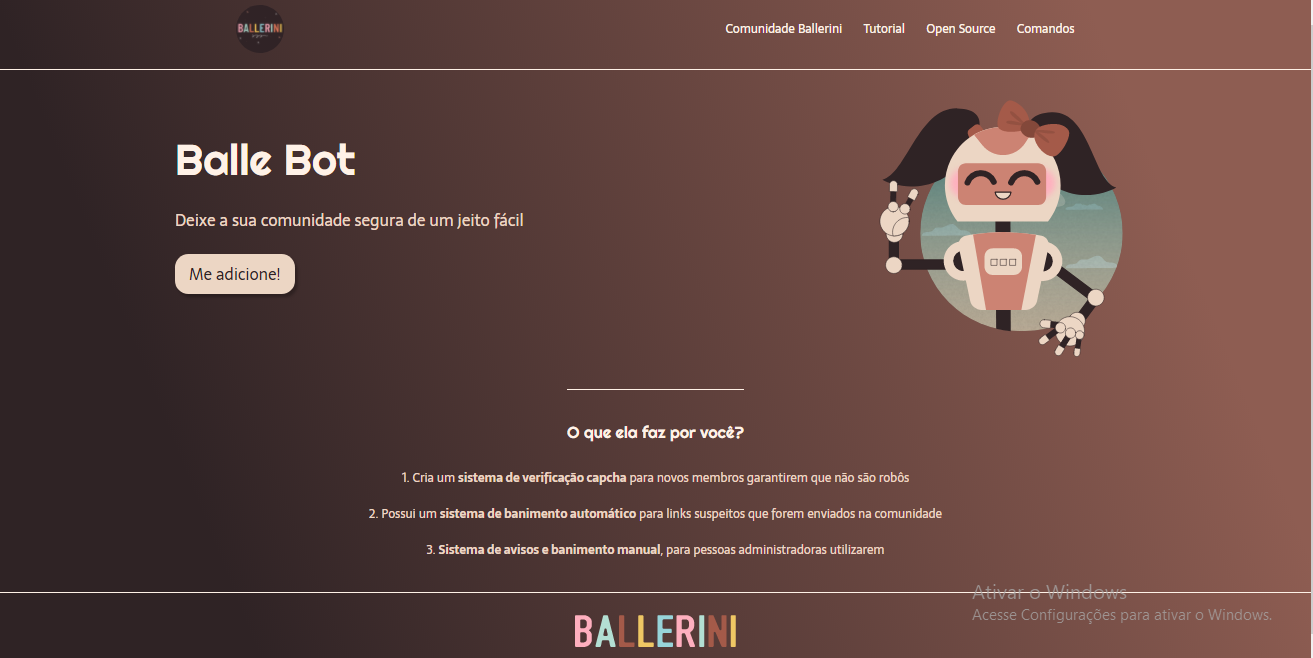 BALLERINI
Comunidade Ballerini Tutorial Open Source Comandos
Balle Bot
Deixe a sua comunidade segura de um jeito fácil
Me adicione!
O que ela faz por você?
1. Cria um sistema de verificação capcha para novos membros garantirem que não são robôs
2. Possui um sistema de banimento automático para links suspeitos que forem enviados na comunidade
3. Sistema de avisos e banimento manual, para pessoas administradoras utilizarem
Ativar o Windows
Acesse Configurações para ativar o Windows.
BALLERINI